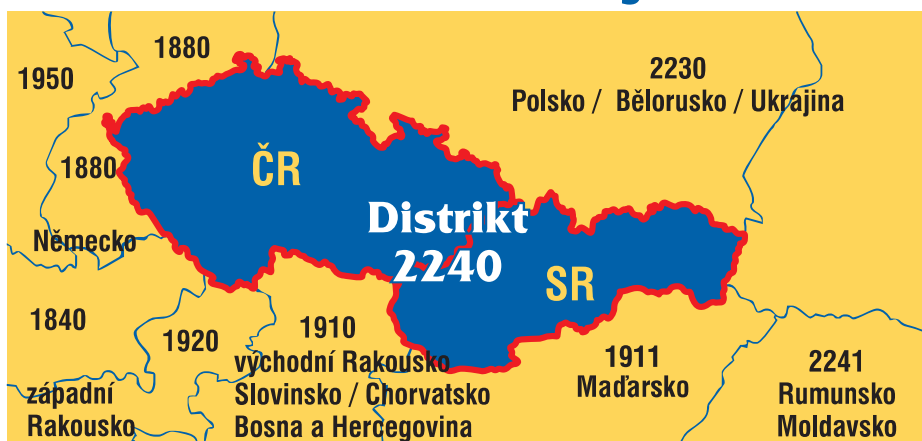 1880
1950
2230
Polsko / Bělorusko / Ukrajina
1880
ČR
Distrikt
2240
Německo
SR
1840
1920
1910
východní Rakousko
Slovinsko / Chorvatsko
Bosna a Hercegovina
1911
Maďarsko
2241
Rumunsko
Moldavsko
západní
Rakousko